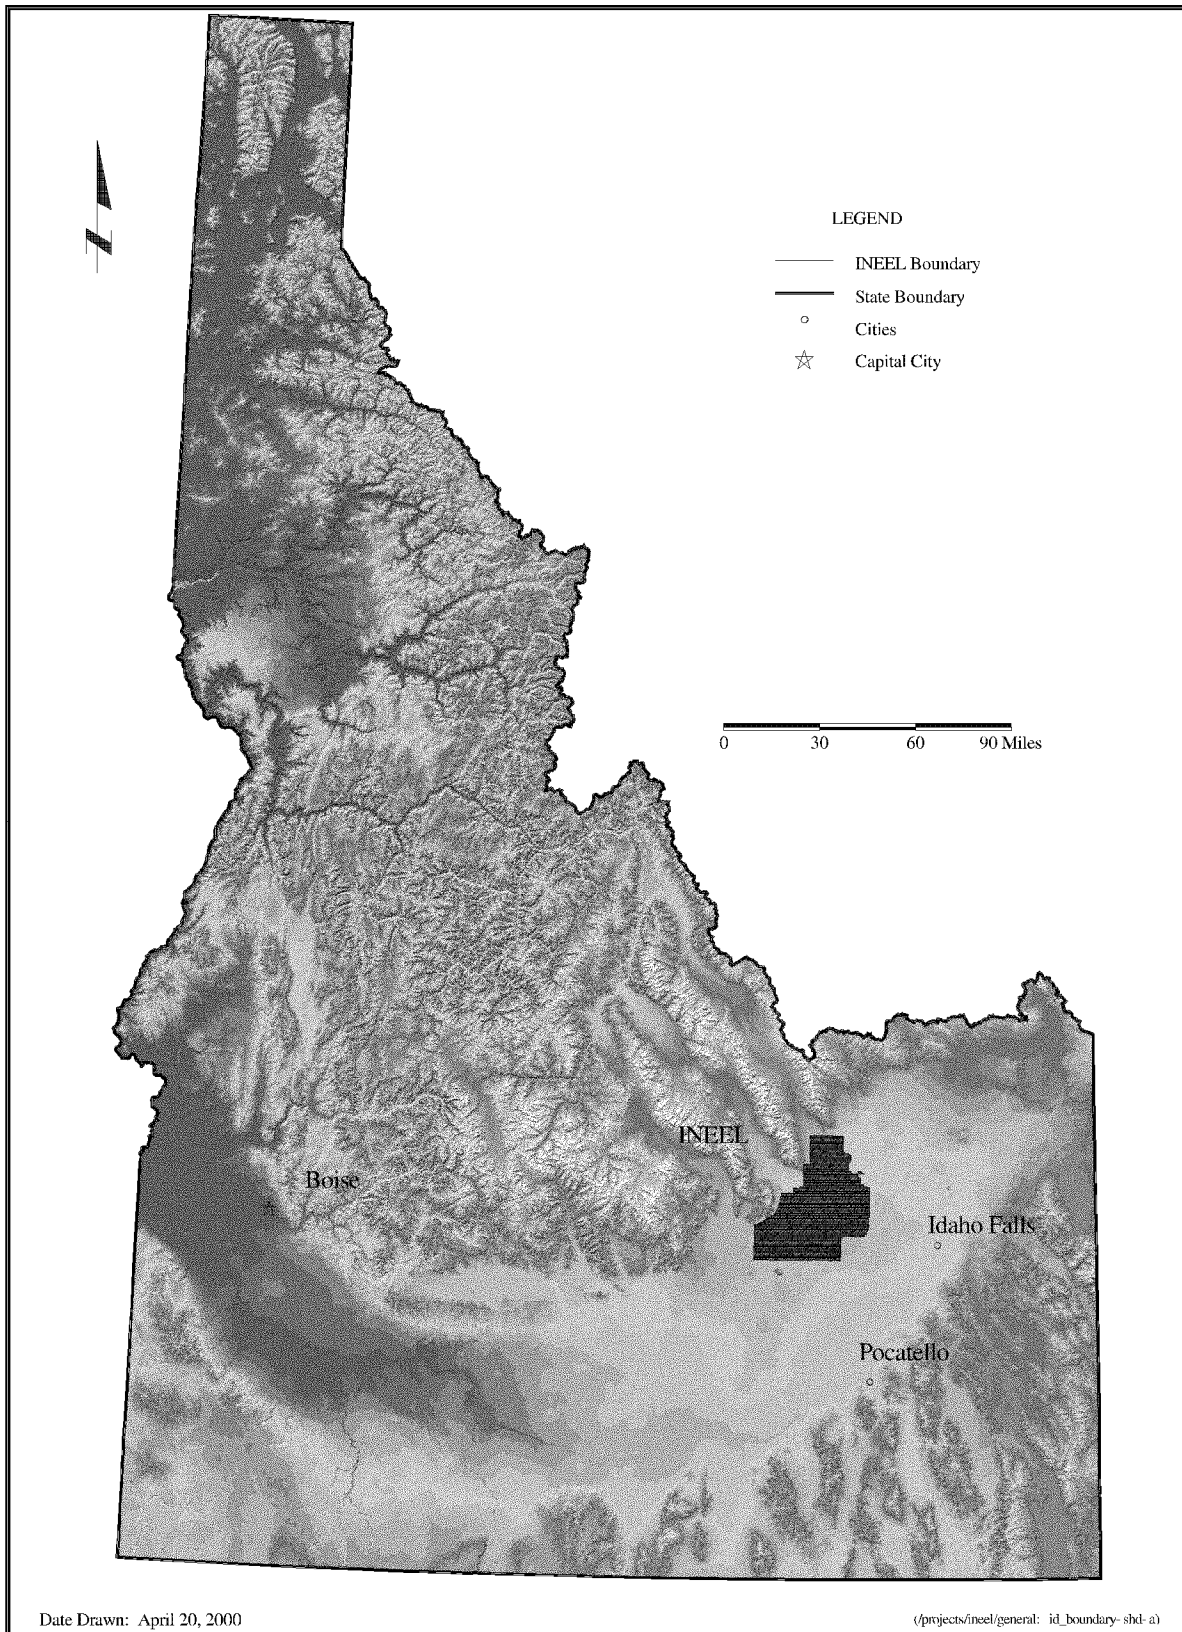 LEGEND
INEEL Boundary
State Boundary
Cities
Capital City
0 30 60 90 Miles
INEEL
Boise
Idaho Falls
Pocatello
Date Drawn: April 20, 2000
(/projects/ineel/general: id_boundary- shd- a)